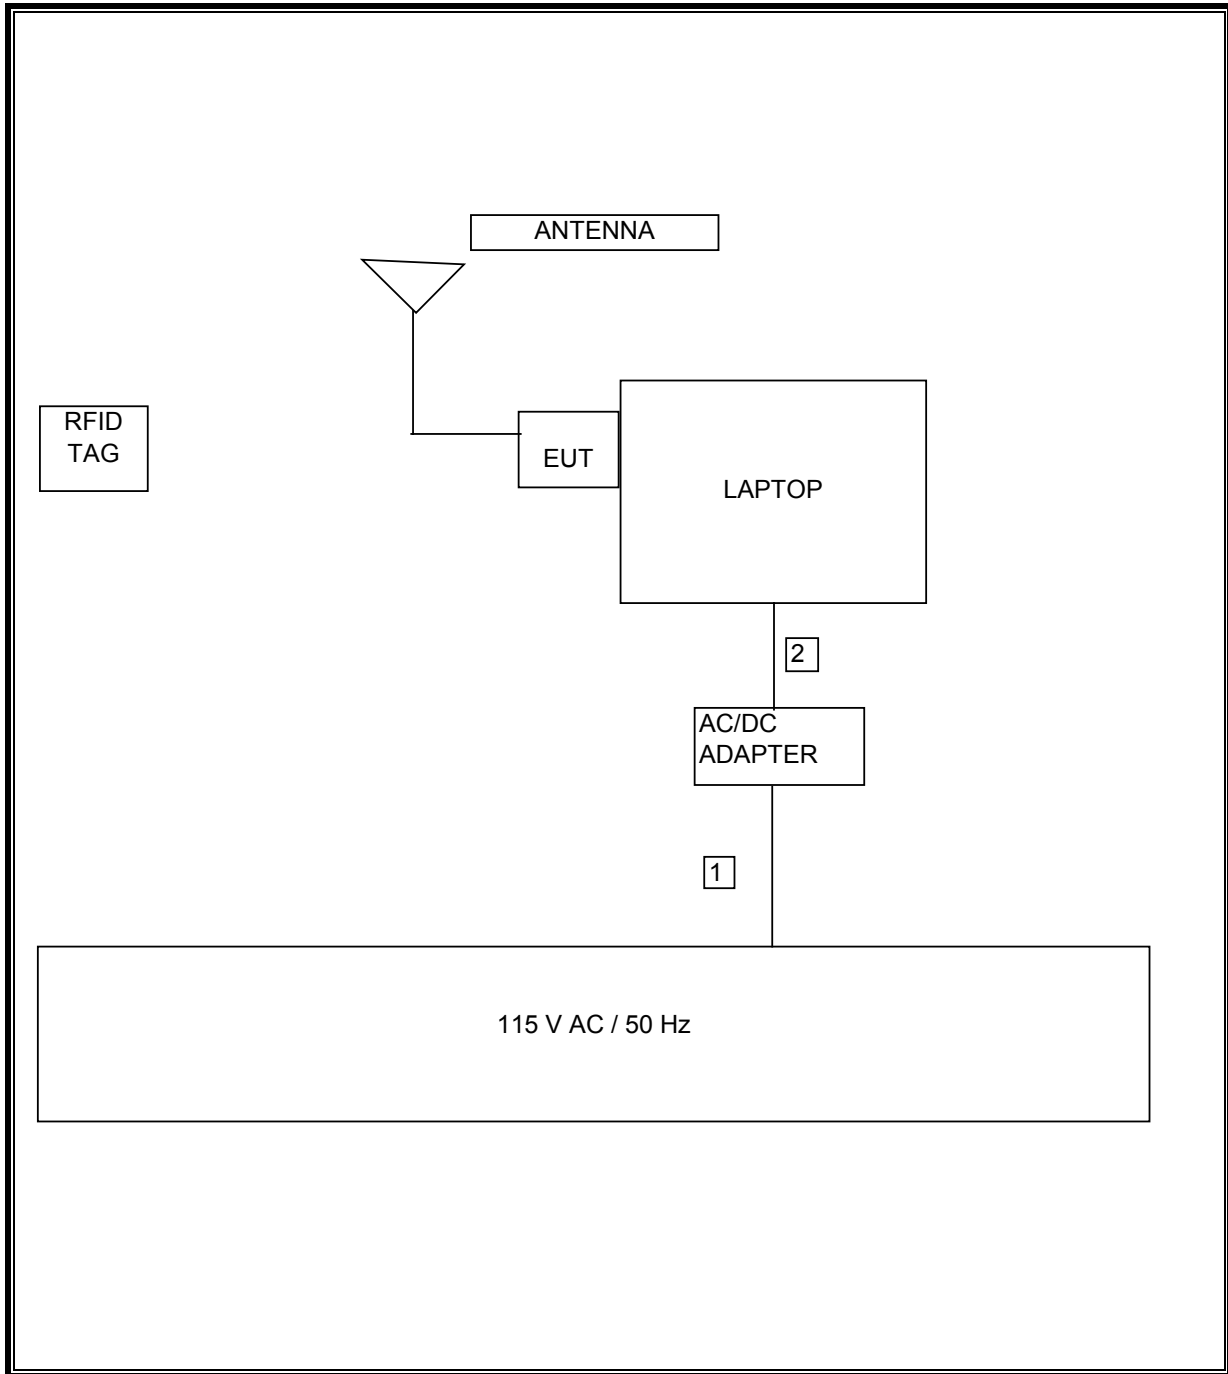 ANTENNA
RFID
TAG
EUT
LAPTOP
2
AC/DC
ADAPTER
1
115 V AC / 50 Hz